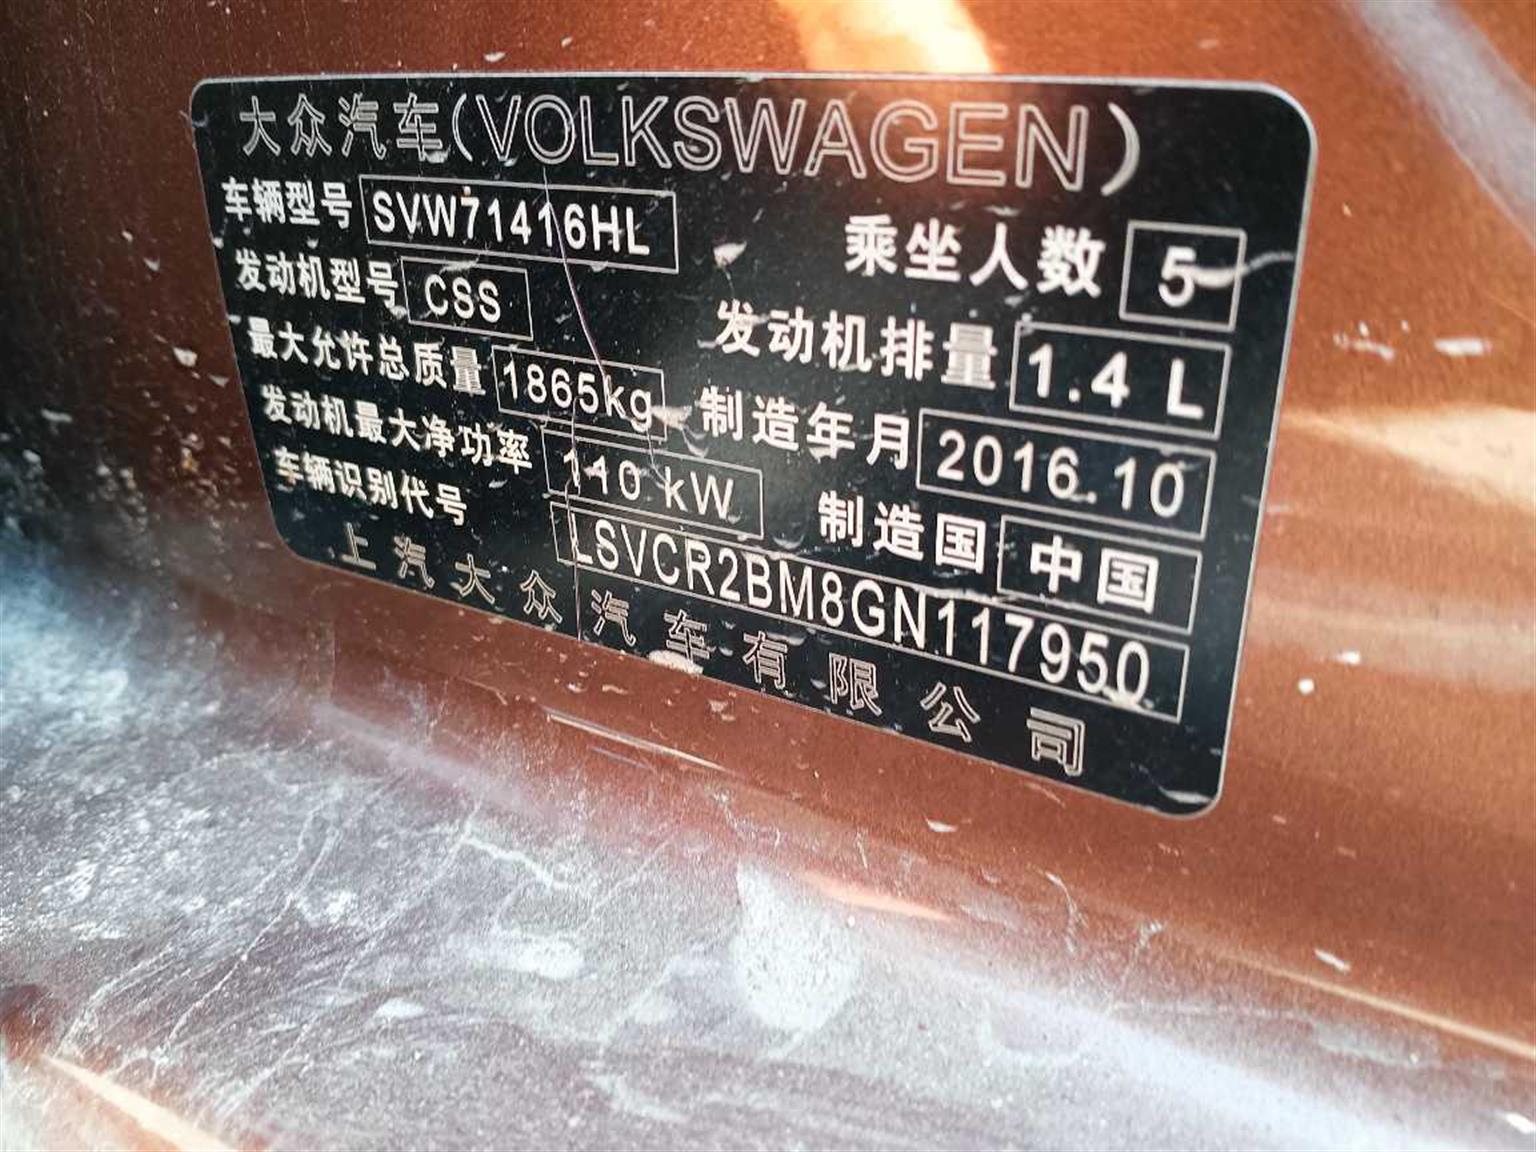 大众汽车(VOLKSWAGEN)
车辆型号 SVW71416HL 乘坐人数 5
发动机型号 CSS 发动机排量 1.4 L
最大允许总质量 1865kg 制造年月 2016.10
发动机最大净功率 110 kW 制造国 中国
车辆识别代号 LSVCR2BM8GN117950
上汽大众汽车有限公司